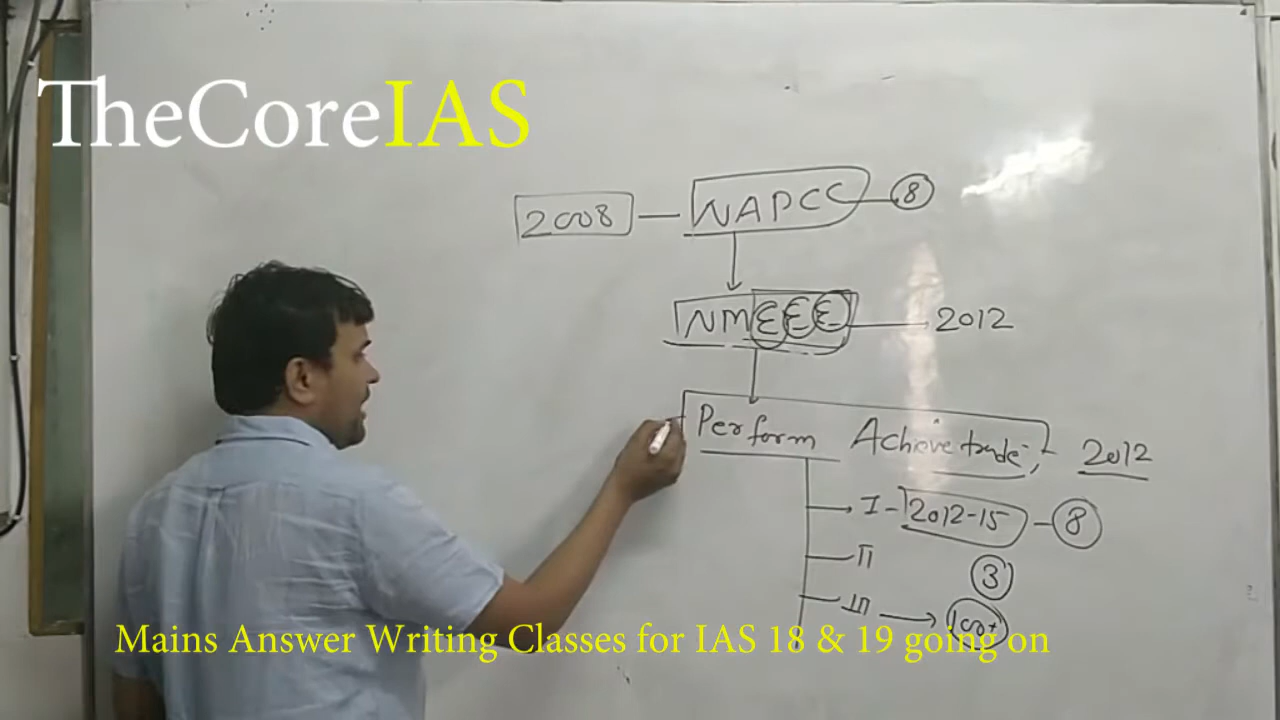 TheCoreIAS
2008 — NAPCC — 8
NMEEE — 2012
Perform Achieve trade, 2012
I - 2012-15 - 8
II
3
III →
Mains Answer Writing Classes for IAS 18 & 19 going on